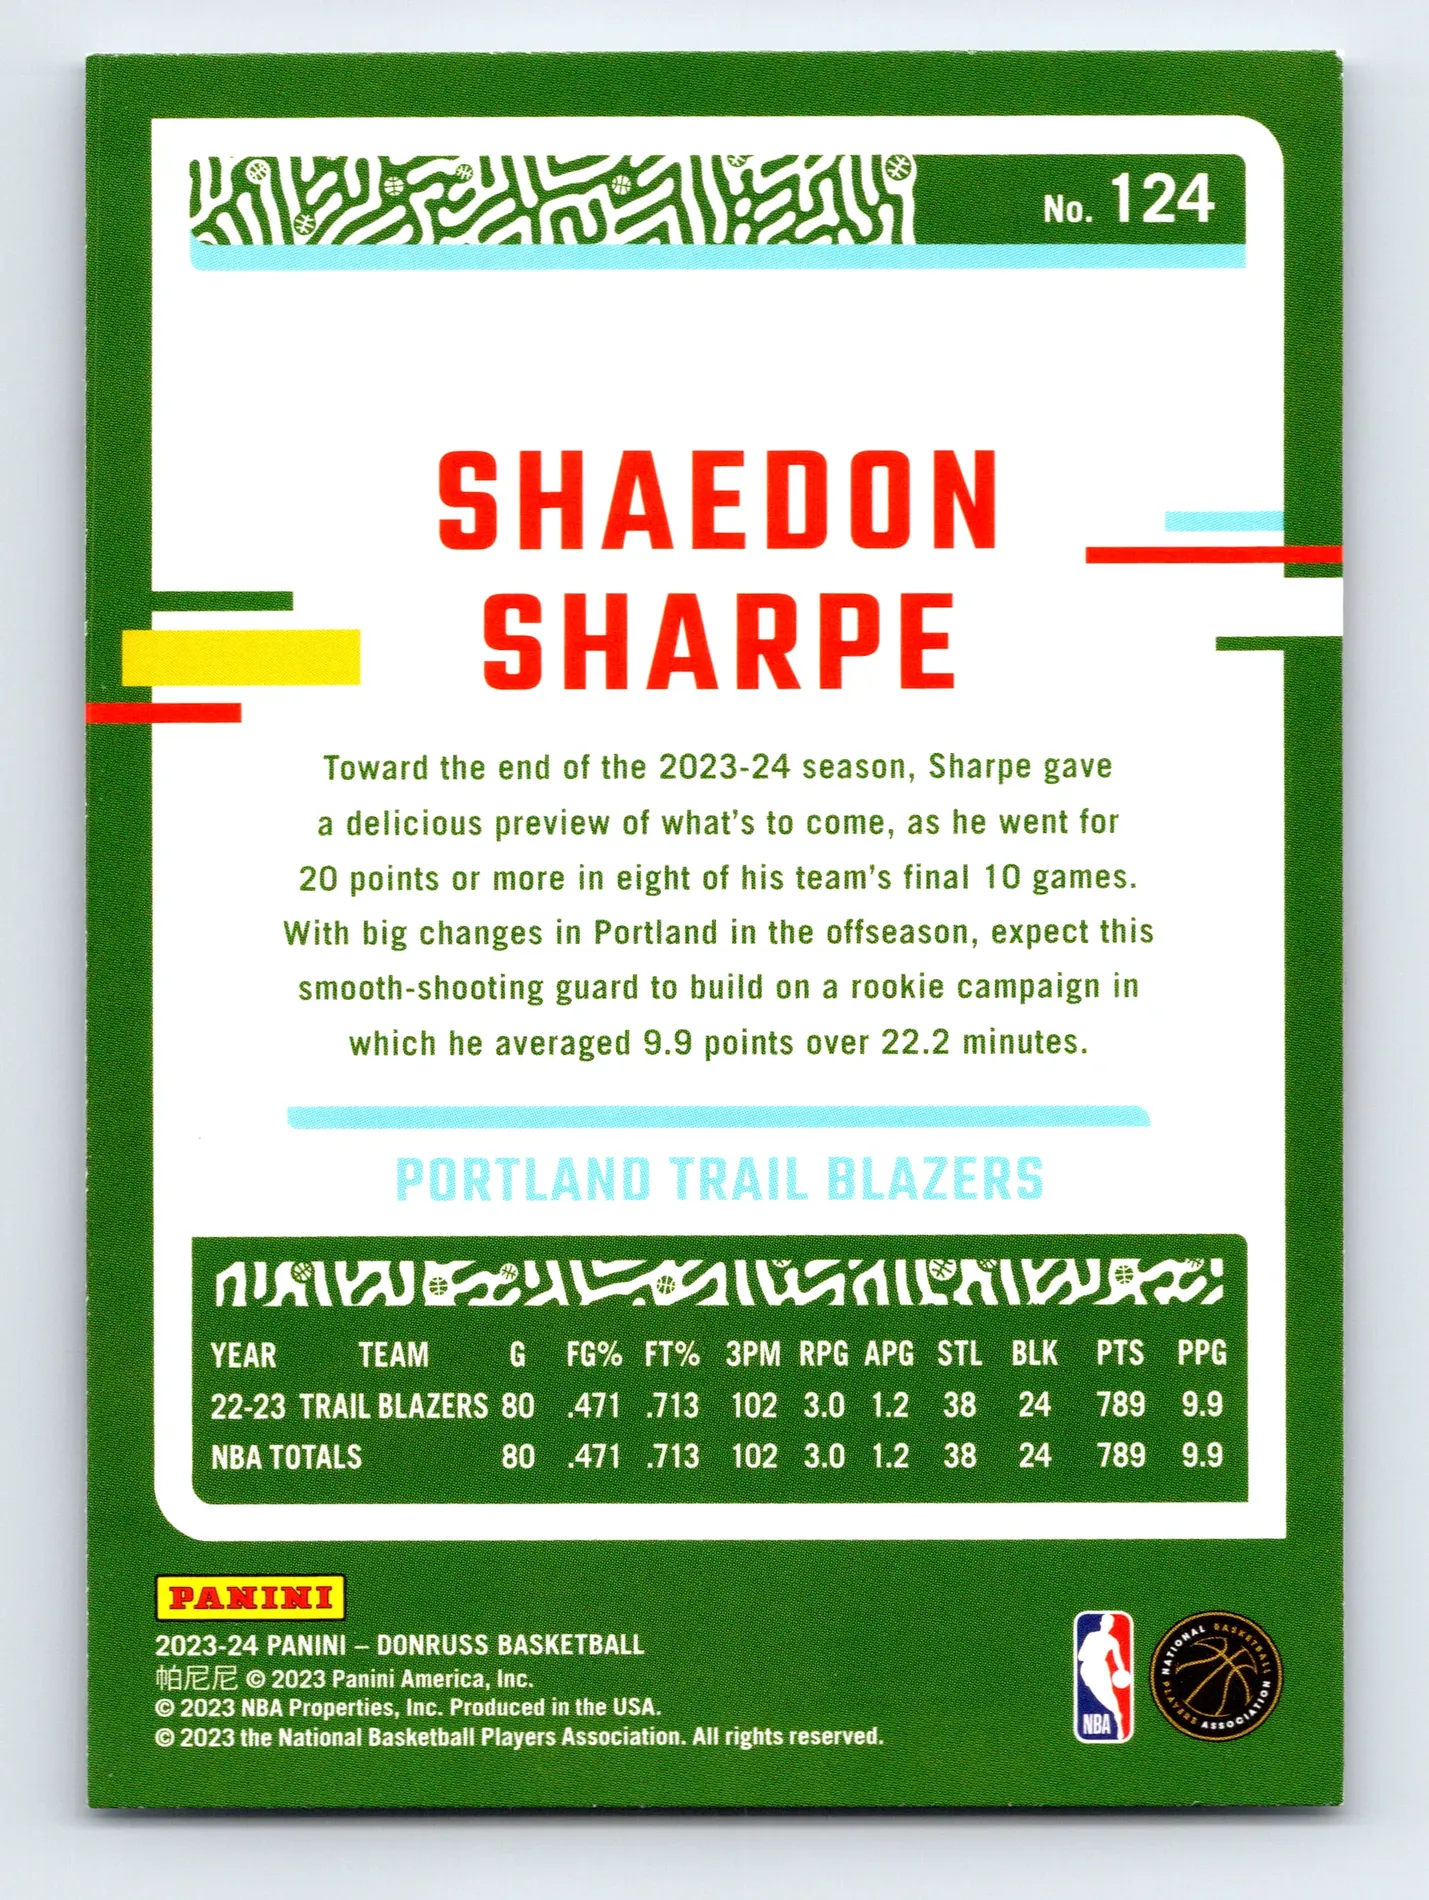 No. 124
SHAEDON
SHARPE
Toward the end of the 2023-24 season, Sharpe gave
a delicious preview of what's to come, as he went for
20 points or more in eight of his team's final 10 games.
With big changes in Portland in the offseason, expect this
smooth-shooting guard to build on a rookie campaign in
which he averaged 9.9 points over 22.2 minutes.
PORTLAND TRAIL BLAZERS
YEAR TEAM G FG% FT% 3PM RPG APG STL BLK PTS PPG
22-23 TRAIL BLAZERS 80 .471 .713 102 3.0 1.2 38 24 789 9.9
NBA TOTALS 80 .471 .713 102 3.0 1.2 38 24 789 9.9
PANINI
2023-24 PANINI – DONRUSS BASKETBALL
帕尼尼 © 2023 Panini America, Inc.
© 2023 NBA Properties, Inc. Produced in the USA.
© 2023 the National Basketball Players Association. All rights reserved.
NBA
NATIONAL BASKETBALL PLAYERS ASSOCIATION